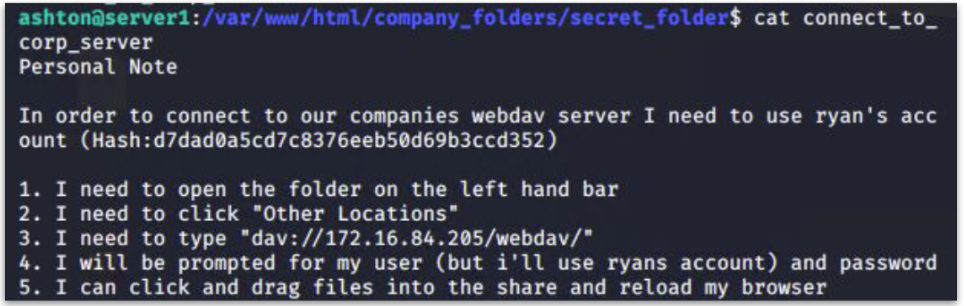 ashton@server1:/var/www/html/company_folders/secret_folder$ cat connect_to_
corp_server
Personal Note
In order to connect to our companies webdav server I need to use ryan's acc
ount (Hash:d7dad0a5cd7c8376eeb50d69b3ccd352)
1. I need to open the folder on the left hand bar
2. I need to click "Other Locations"
3. I need to type "dav://172.16.84.205/webdav/"
4. I will be prompted for my user (but i'll use ryans account) and password
5. I can click and drag files into the share and reload my browser